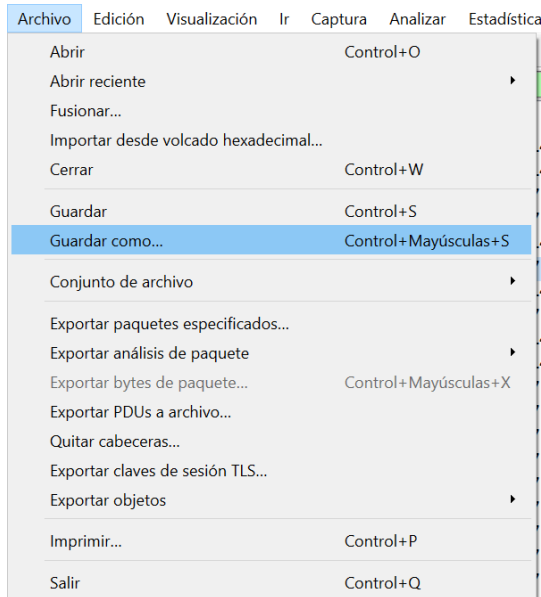 Archivo Edición Visualización Ir Captura Analizar Estadística
Abrir Control+O
Abrir reciente
Fusionar...
Importar desde volcado hexadecimal...
Cerrar Control+W
Guardar Control+S
Guardar como... Control+Mayúsculas+S
Conjunto de archivo
Exportar paquetes especificados...
Exportar análisis de paquete
Exportar bytes de paquete... Control+Mayúsculas+X
Exportar PDUs a archivo...
Quitar cabeceras...
Exportar claves de sesión TLS...
Exportar objetos
Imprimir... Control+P
Salir Control+Q